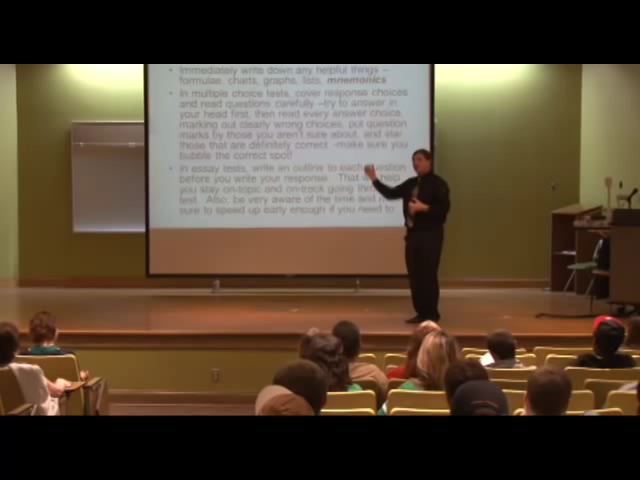 • Immediately write down any helpful things –
formulae, charts, graphs, lists, mnemonics
• In multiple choice tests, cover response choices
and read questions carefully –try to answer in
your head first, then read every answer choice,
marking out clearly wrong choices, put question
marks by those you aren't sure about, and star
those that are definitely correct -make sure you
bubble the correct spot!
• In essay tests, write an outline to each question
before you write your response. That will help
you stay on-topic and on-track going
test. Also, be very aware of the time and
sure to speed up early enough if you need to